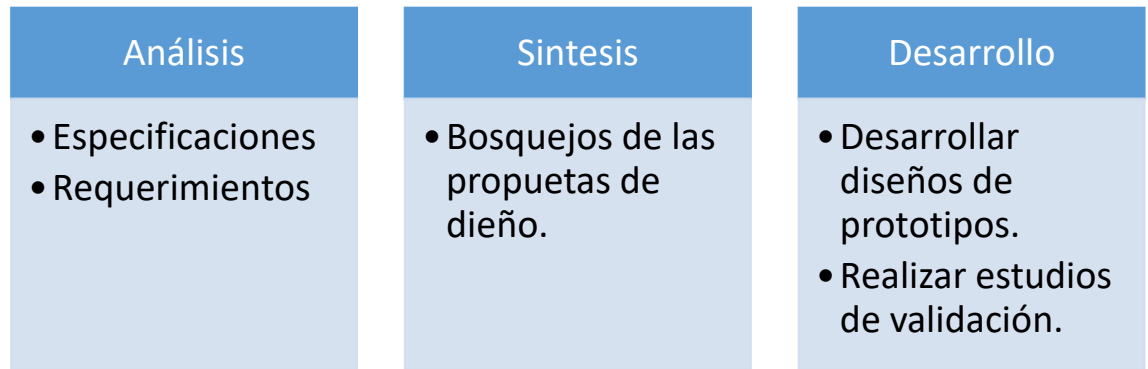 Análisis
• Especificaciones
• Requerimientos
Sintesis
• Bosquejos de las
propuetas de
dieño.
Desarrollo
• Desarrollar
diseños de
prototipos.
• Realizar estudios
de validación.